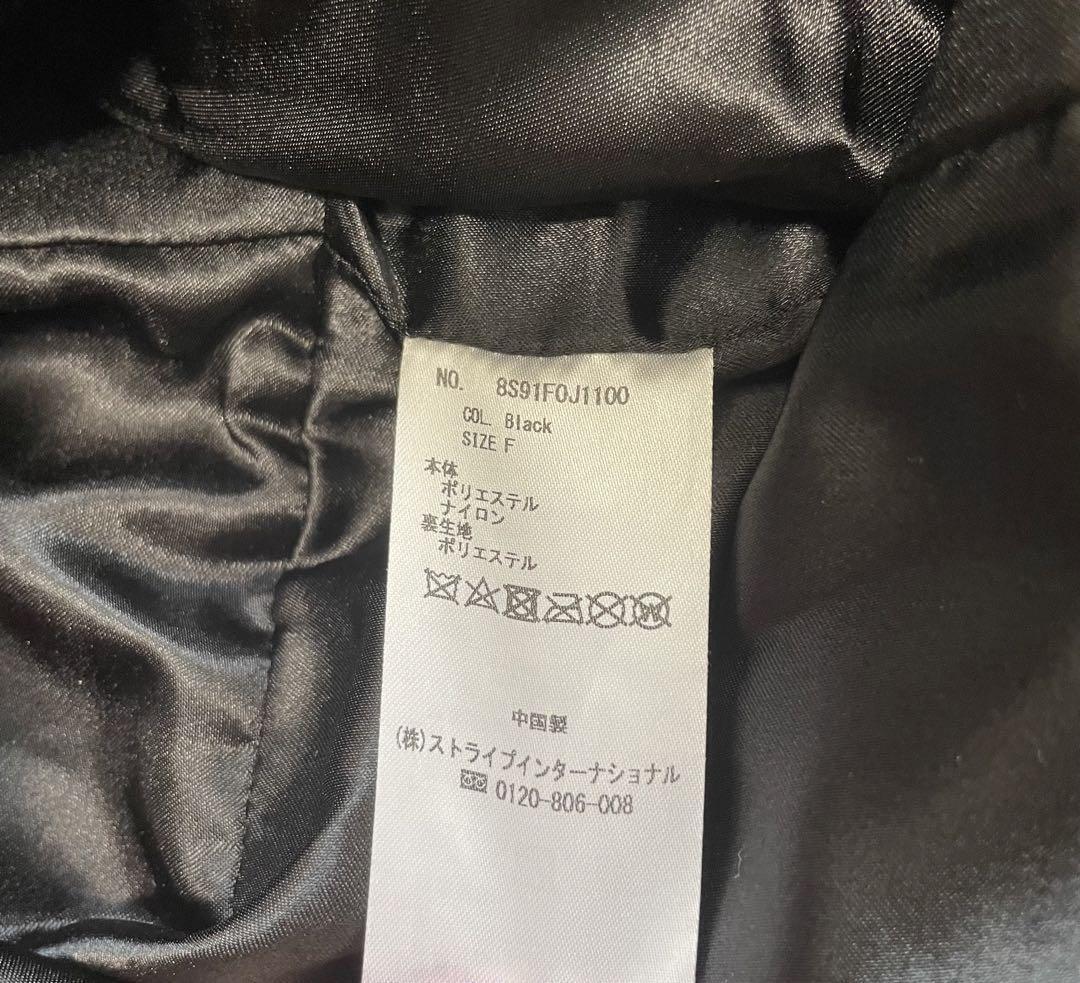 NO. 8S91F0J1100
COL. Black
SIZE F
本体
ポリエステル
ナイロン
裏生地
ポリエステル
中国製
(株)ストライプインターナショナル
0120-806-008